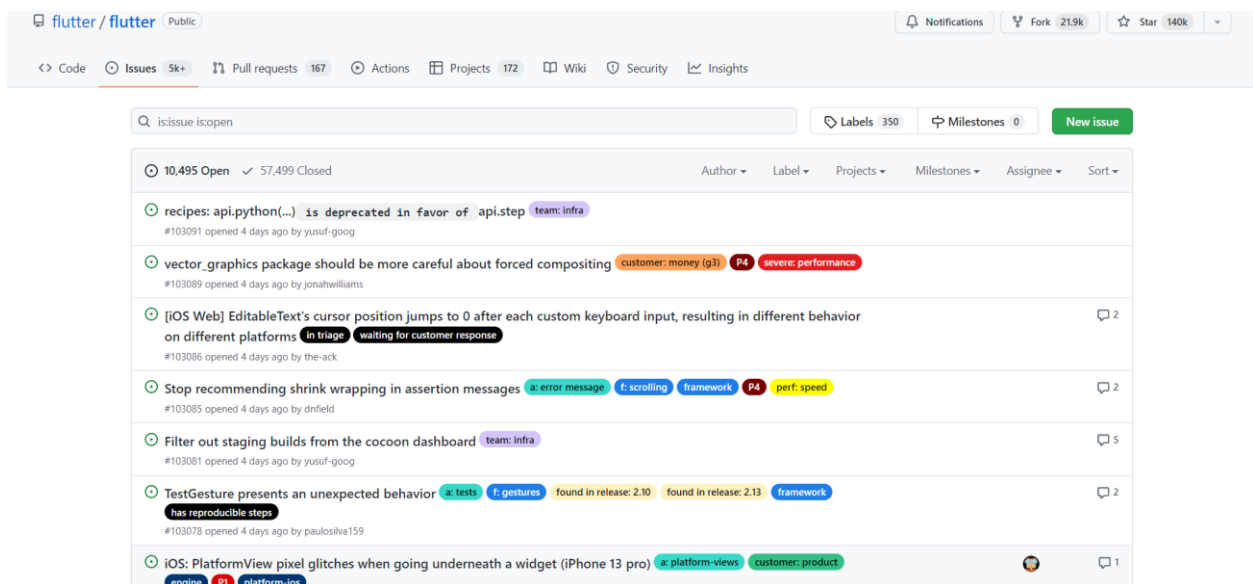 flutter / flutter Public
Notifications Fork 21.9k Star 140k
Code Issues 5k+ Pull requests 167 Actions Projects 172 Wiki Security Insights
is:issue is:open
Labels 350 Milestones 0 New issue
10,495 Open 57,499 Closed Author Label Projects Milestones Assignee Sort
recipes: api.python(...) is deprecated in favor of api.step team: infra
#103091 opened 4 days ago by yusuf-goog
vector_graphics package should be more careful about forced compositing customer: money (g3) P4 severe: performance
#103089 opened 4 days ago by jonahwilliams
[iOS Web] EditableText's cursor position jumps to 0 after each custom keyboard input, resulting in different behavior 2
on different platforms in triage waiting for customer response
#103086 opened 4 days ago by the-ack
Stop recommending shrink wrapping in assertion messages a: error message f: scrolling framework P4 perf: speed 2
#103085 opened 4 days ago by dnfield
Filter out staging builds from the cocoon dashboard team: infra 5
#103081 opened 4 days ago by yusuf-goog
TestGesture presents an unexpected behavior a: tests f: gestures found in release: 2.10 found in release: 2.13 framework 2
has reproducible steps
#103078 opened 4 days ago by paulosilva159
iOS: PlatformView pixel glitches when going underneath a widget (iPhone 13 pro) a: platform-views customer: product 1
engine P1 platform-ios